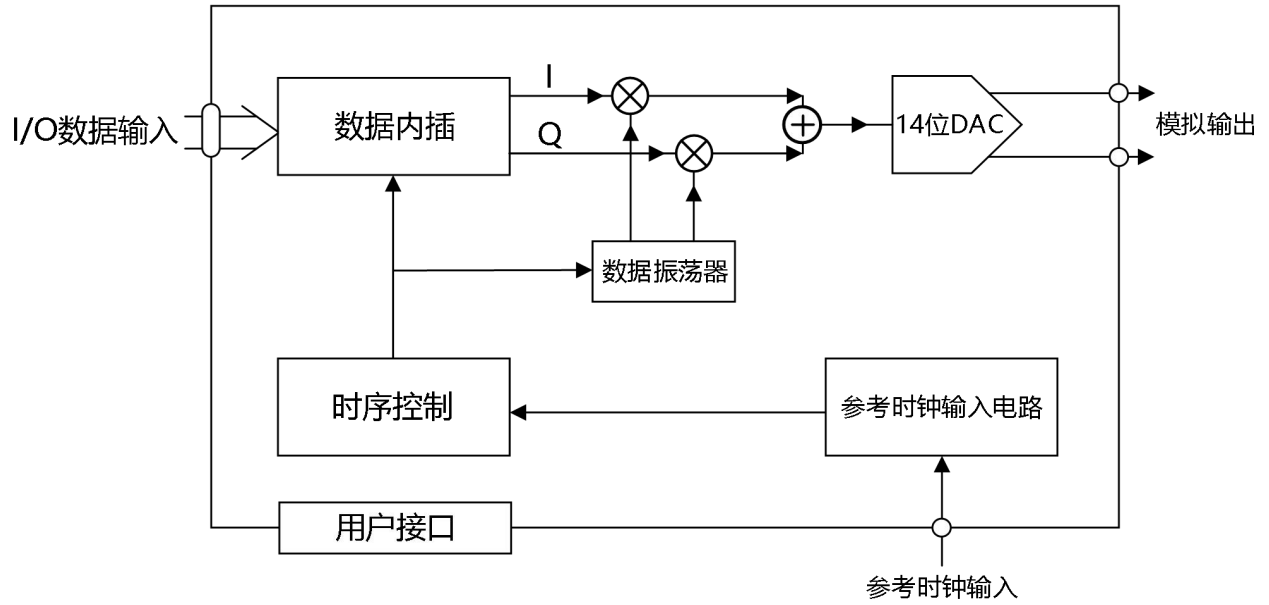 I
I/O数据输入
数据内插
Q
14位DAC
模拟输出
数据振荡器
时序控制
参考时钟输入电路
用户接口
参考时钟输入